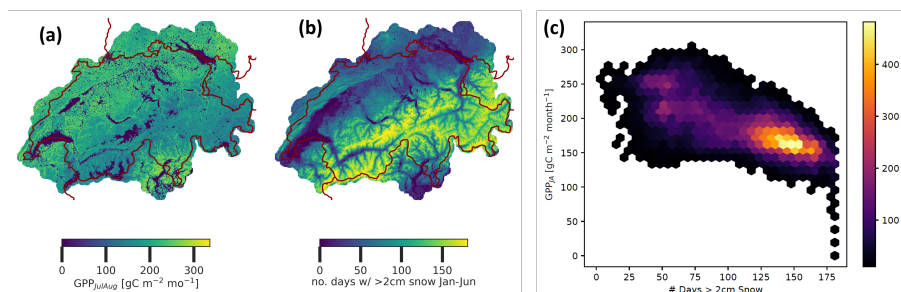 (a)
0 100 200 300
GPP_JulAug [gC m⁻² mo⁻¹]
(b)
0 50 100 150
no. days w/ >2cm snow Jan-Jun
(c)
300
250
200
150
100
50
0
GPP_JA [gC m⁻² month⁻¹]
0 25 50 75 100 125 150 175
# Days > 2cm Snow
400
300
200
100